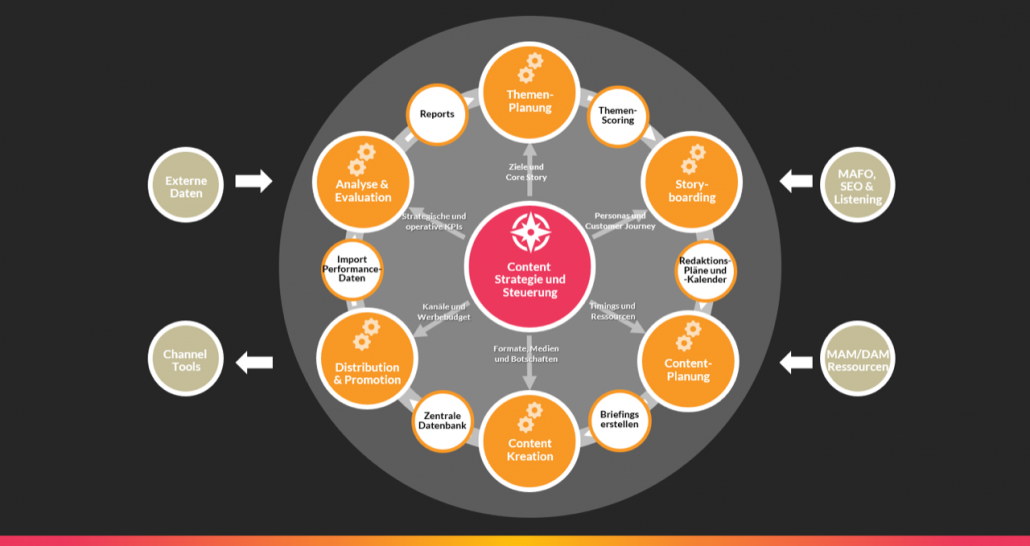 Themen-
Planung
Reports
Themen-
Scoring
Externe
Daten
Analyse &
Evaluation
Ziele und
Core Story
Story-
boarding
MAFO,
SEO &
Listening
Strategische und
operative KPIs
Personas und
Customer Journey
Import
Performance-
Daten
Content
Strategie und
Steuerung
Redaktions-
Pläne und
-Kalender
Kanäle und
Werbebudget
Timings und
Ressourcen
Channel
Tools
Distribution
& Promotion
Formate, Medien
und Botschaften
Content-
Planung
MAM/DAM
Ressourcen
Zentrale
Datenbank
Content
Kreation
Briefings
erstellen